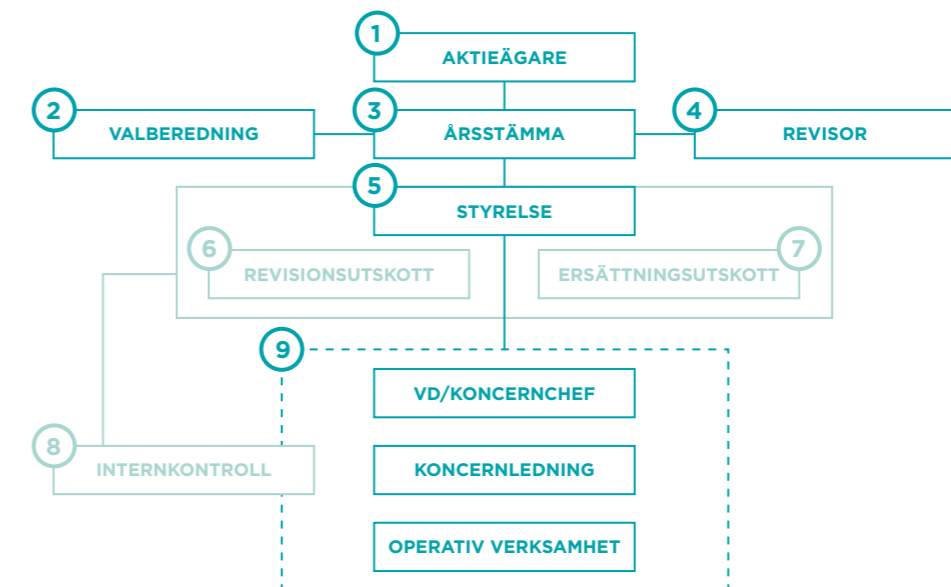 1
AKTIEÄGARE
2
VALBEREDNING
3
ÅRSSTÄMMA
4
REVISOR
5
STYRELSE
6
REVISIONSUTSKOTT
7
ERSÄTTNINGSUTSKOTT
9
VD/KONCERNCHEF
8
INTERNKONTROLL
KONCERNLEDNING
OPERATIV VERKSAMHET